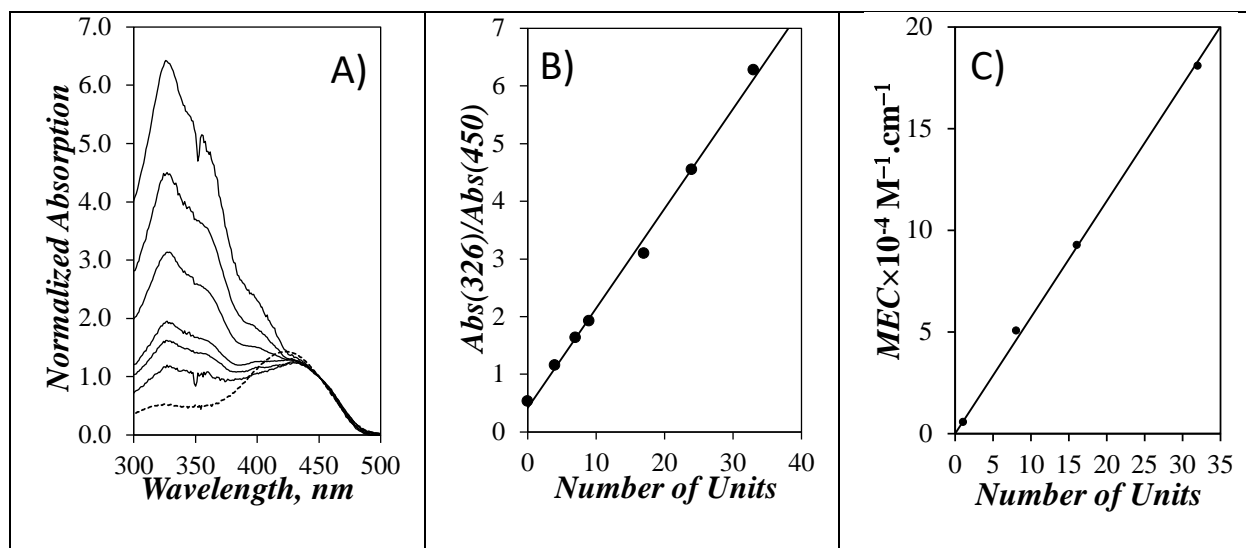 A)
Normalized Absorption
7.0
6.0
5.0
4.0
3.0
2.0
1.0
0.0
300 350 400 450 500
Wavelength, nm
B)
Abs(326)/Abs(450)
7
6
5
4
3
2
1
0
0 10 20 30 40
Number of Units
C)
MEC×10⁻⁴ M⁻¹.cm⁻¹
20
15
10
5
0
0 5 10 15 20 25 30 35
Number of Units